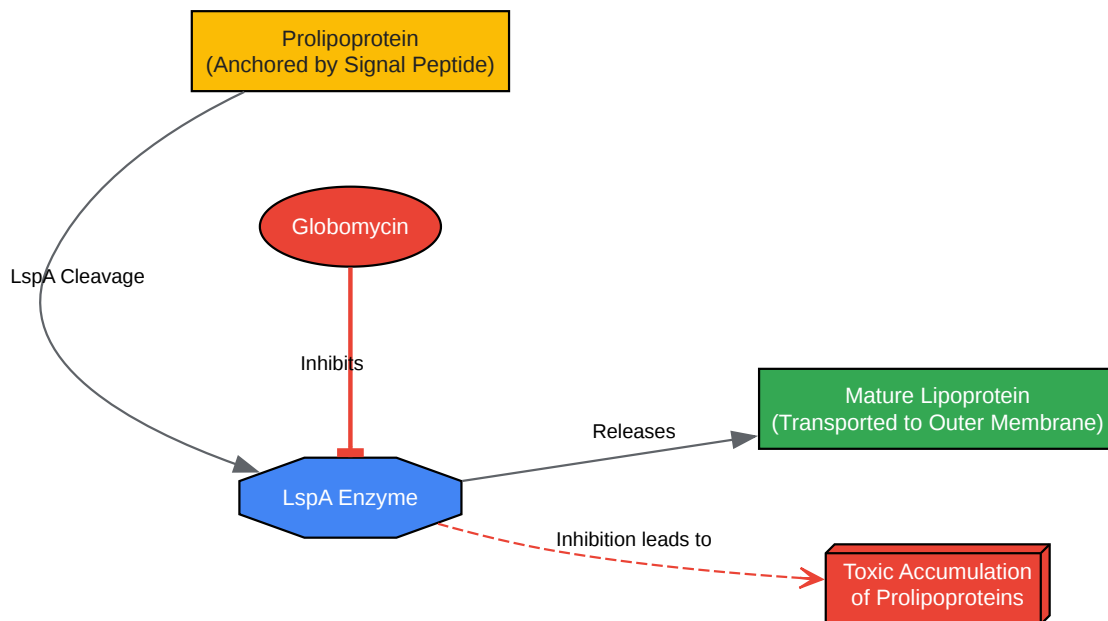 Prolipoprotein
(Anchored by Signal Peptide)
Globomycin
LspA Cleavage
Inhibits
Mature Lipoprotein
(Transported to Outer Membrane)
Releases
LspA Enzyme
Inhibition leads to
Toxic Accumulation
of Prolipoproteins